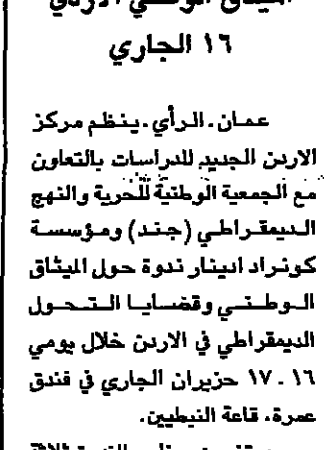 الميثاق الوطني الاردني
١٦ الجاري
عمـان ـ الرأي ـ ينظم مركز
الاردن الجديد للدراسات بالتعاون
مع الجمعية الوطنية للحرية والنهج
الديمقراطي (جند) ومؤسسة
كونراد ادينار ندوة حول الميثاق
الوطني وقضايا التحول
الديمقراطي في الاردن خلال يومي
١٦ ـ ١٧ حزيران الجاري في فندق
عمرة، قاعة النبطيين.